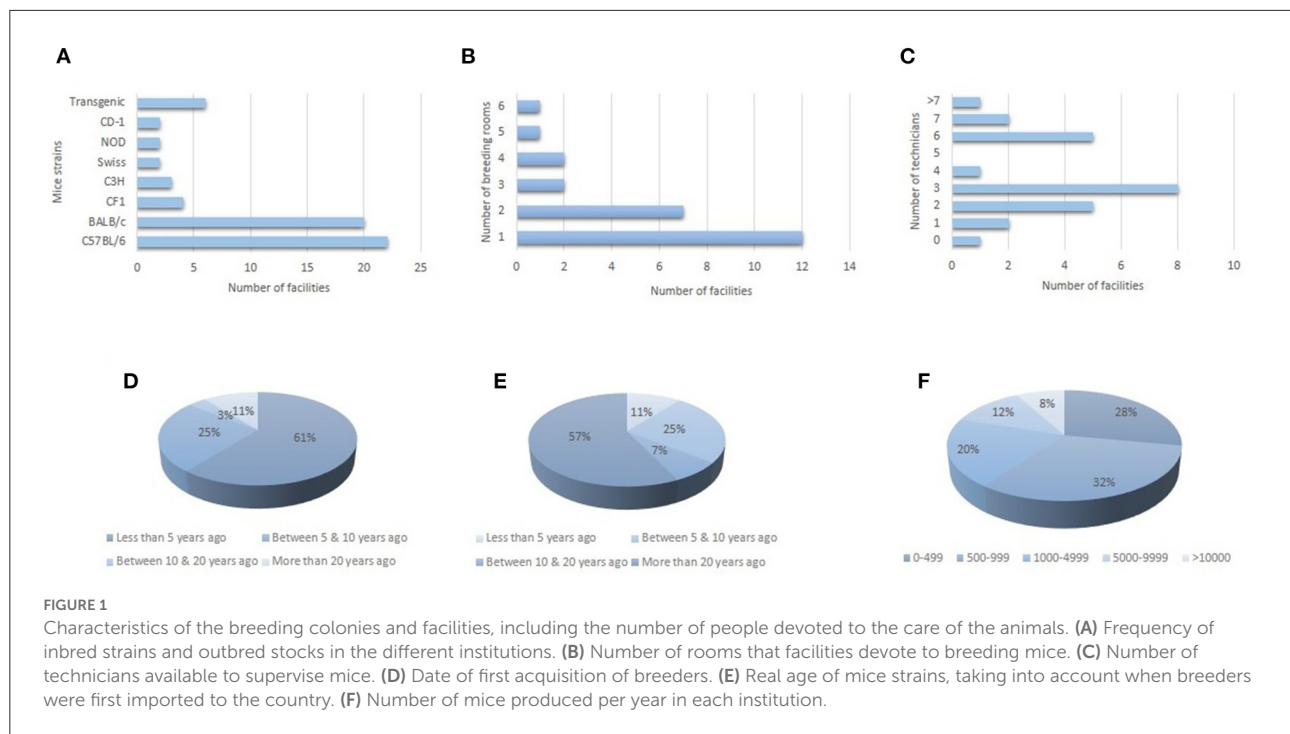 A
Mice strains
Transgenic
CD-1
NOD
Swiss
C3H
CF1
BALB/c
C57BL/6
0 5 10 15 20 25
Number of facilities
B
Number of breeding rooms
6
5
4
3
2
1
0 2 4 6 8 10 12 14
Number of facilities
C
Number of technicians
>7
7
6
5
4
3
2
1
0
0 2 4 6 8 10
Number of facilities
D
3% 11%
25% 61%
Less than 5 years ago Between 5 & 10 years ago
Between 10 & 20 years ago More than 20 years ago
E
11%
57% 25%
7%
Less than 5 years ago Between 5 & 10 years ago
Between 10 & 20 years ago More than 20 years ago
F
8%
12% 28%
20%
32%
0-499 500-999 1000-4999 5000-9999 >10000
FIGURE 1
Characteristics of the breeding colonies and facilities, including the number of people devoted to the care of the animals. (A) Frequency of
inbred strains and outbred stocks in the different institutions. (B) Number of rooms that facilities devote to breeding mice. (C) Number of
technicians available to supervise mice. (D) Date of first acquisition of breeders. (E) Real age of mice strains, taking into account when breeders
were first imported to the country. (F) Number of mice produced per year in each institution.